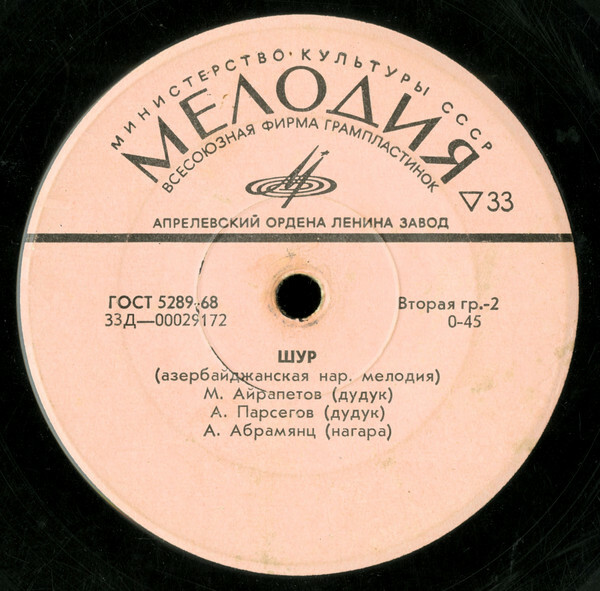 МИНИСТЕРСТВО·КУЛЬТУРЫ СССР
МЕЛОДИЯ
ВСЕСОЮЗНАЯ ФИРМА ГРАМПЛАСТИНОК
▽33
АПРЕЛЕВСКИЙ ОРДЕНА ЛЕНИНА ЗАВОД
ГОСТ 5289-68
33Д—00029172
Вторая гр.-2
0-45
ШУР
(азербайджанская нар. мелодия)
М. Айрапетов (дудук)
А. Парсегов (дудук)
А. Абрамянц (нагара)